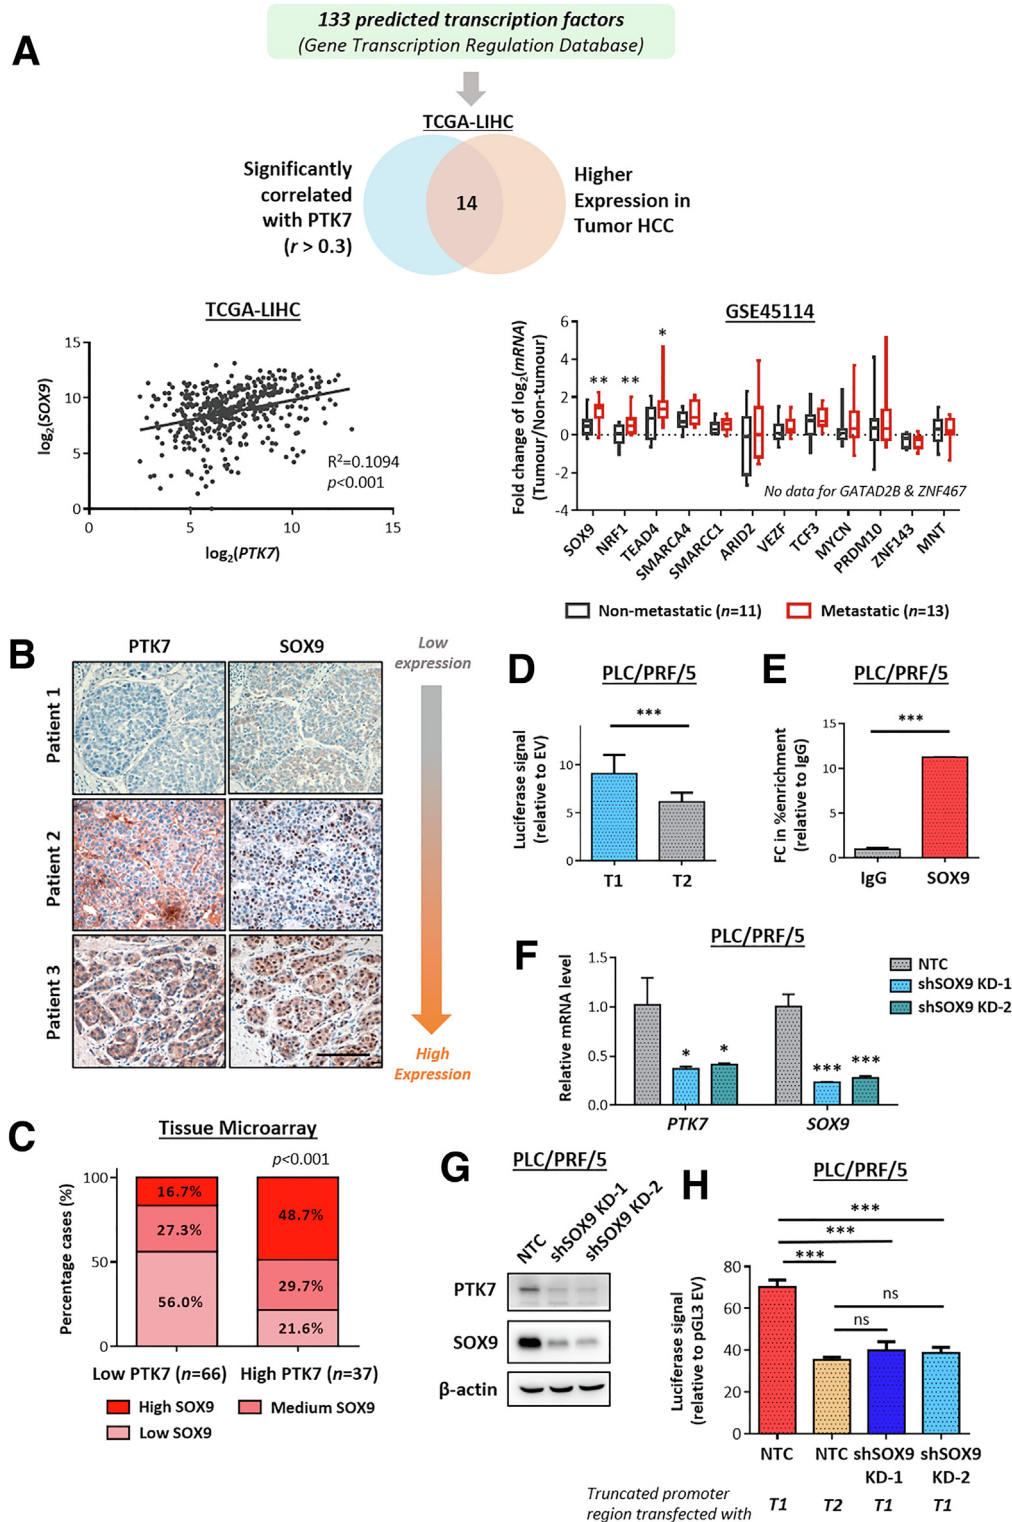 A
133 predicted transcription factors
(Gene Transcription Regulation Database)
TCGA-LIHC
Significantly
correlated
with PTK7
(r > 0.3)
14
Higher
Expression in
Tumor HCC
TCGA-LIHC
log2(SOX9)
15
10
5
0
R²=0.1094
p<0.001
0
5
10
15
log2(PTK7)
GSE45114
Fold change of log2(mRNA)
(Tumour/Non-tumour)
6
4
2
0
-2
-4
**
**
*
No data for GATAD2B & ZNF467
SOX9
NRF1
TEAD4
SMARCA4
SMARCC1
ARID2
VEZF
TCF3
MYCN
PRDM10
ZNF143
MNT
Non-metastatic (n=11)
Metastatic (n=13)
B
PTK7
SOX9
Patient 1
Patient 2
Patient 3
Low
expression
High
Expression
C
Tissue Microarray
p<0.001
Percentage cases (%)
100
50
0
16.7%
27.3%
56.0%
48.7%
29.7%
21.6%
Low PTK7 (n=66)
High PTK7 (n=37)
High SOX9
Medium SOX9
Low SOX9
D
PLC/PRF/5
***
Luciferase signal
(relative to EV)
10
5
0
T1
T2
E
PLC/PRF/5
***
FC in %enrichment
(relative to IgG)
15
10
5
0
IgG
SOX9
F
PLC/PRF/5
Relative mRNA level
1.5
1.0
0.5
0.0
*
*
***
***
PTK7
SOX9
NTC
shSOX9 KD-1
shSOX9 KD-2
G
PLC/PRF/5
NTC
shSOX9 KD-1
shSOX9 KD-2
PTK7
SOX9
β-actin
H
PLC/PRF/5
***
***
***
ns
ns
Luciferase signal
(relative to pGL3 EV)
80
60
40
20
0
NTC
NTC
shSOX9
KD-1
shSOX9
KD-2
Truncated promoter
region transfected with
T1
T2
T1
T1